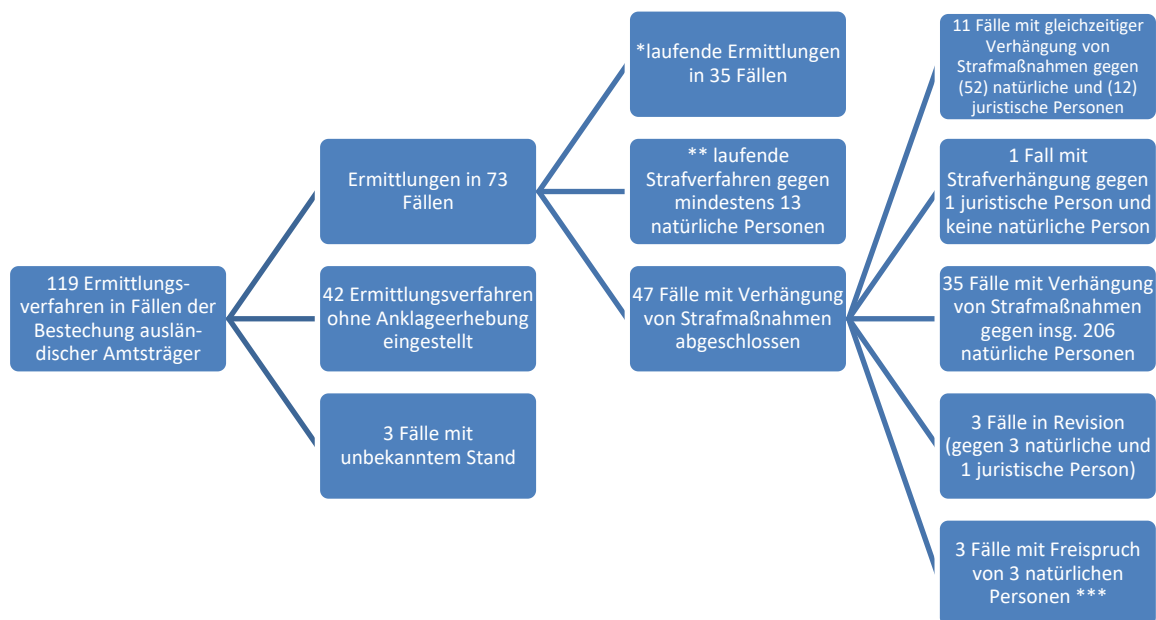 119 Ermittlungs-
verfahren in Fällen der
Bestechung auslän-
discher Amtsträger
Ermittlungen in 73
Fällen
42 Ermittlungsverfahren
ohne Anklageerhebung
eingestellt
3 Fälle mit
unbekanntem Stand
*laufende Ermittlungen
in 35 Fällen
** laufende
Strafverfahren gegen
mindestens 13
natürliche Personen
47 Fälle mit Verhängung
von Strafmaßnahmen
abgeschlossen
11 Fälle mit gleichzeitiger
Verhängung von
Strafmaßnahmen gegen
(52) natürliche und (12)
juristische Personen
1 Fall mit
Strafverhängung gegen
1 juristische Person und
keine natürliche Person
35 Fälle mit Verhängung
von Strafmaßnahmen
gegen insg. 206
natürliche Personen
3 Fälle in Revision
(gegen 3 natürliche und
1 juristische Person)
3 Fälle mit Freispruch
von 3 natürlichen
Personen ***